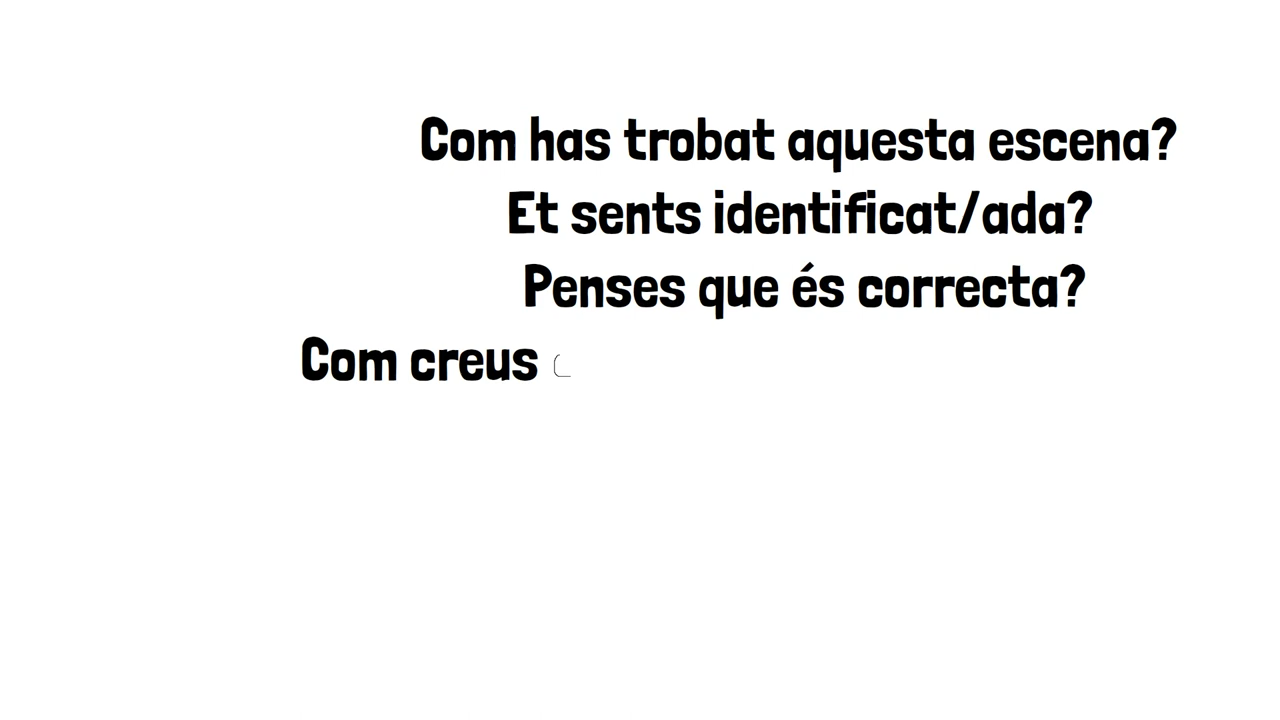 Com has trobat aquesta escena?
Et sents identificat/ada?
Penses que és correcta?
Com creus